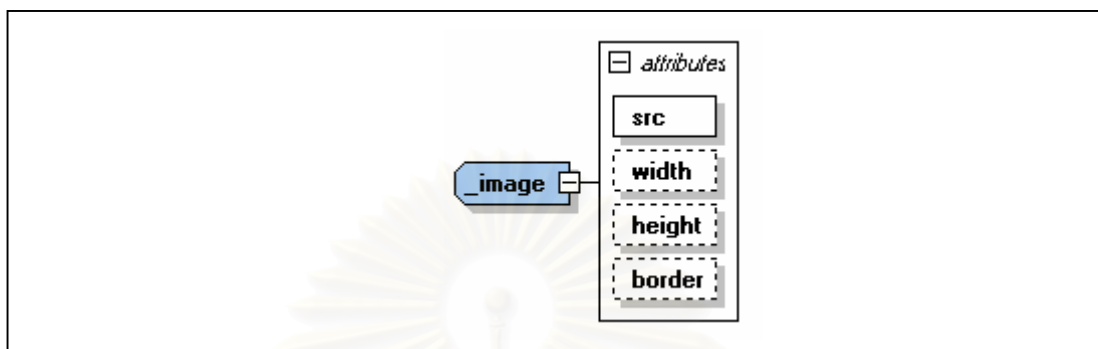 attributes
src
width
_image
height
border